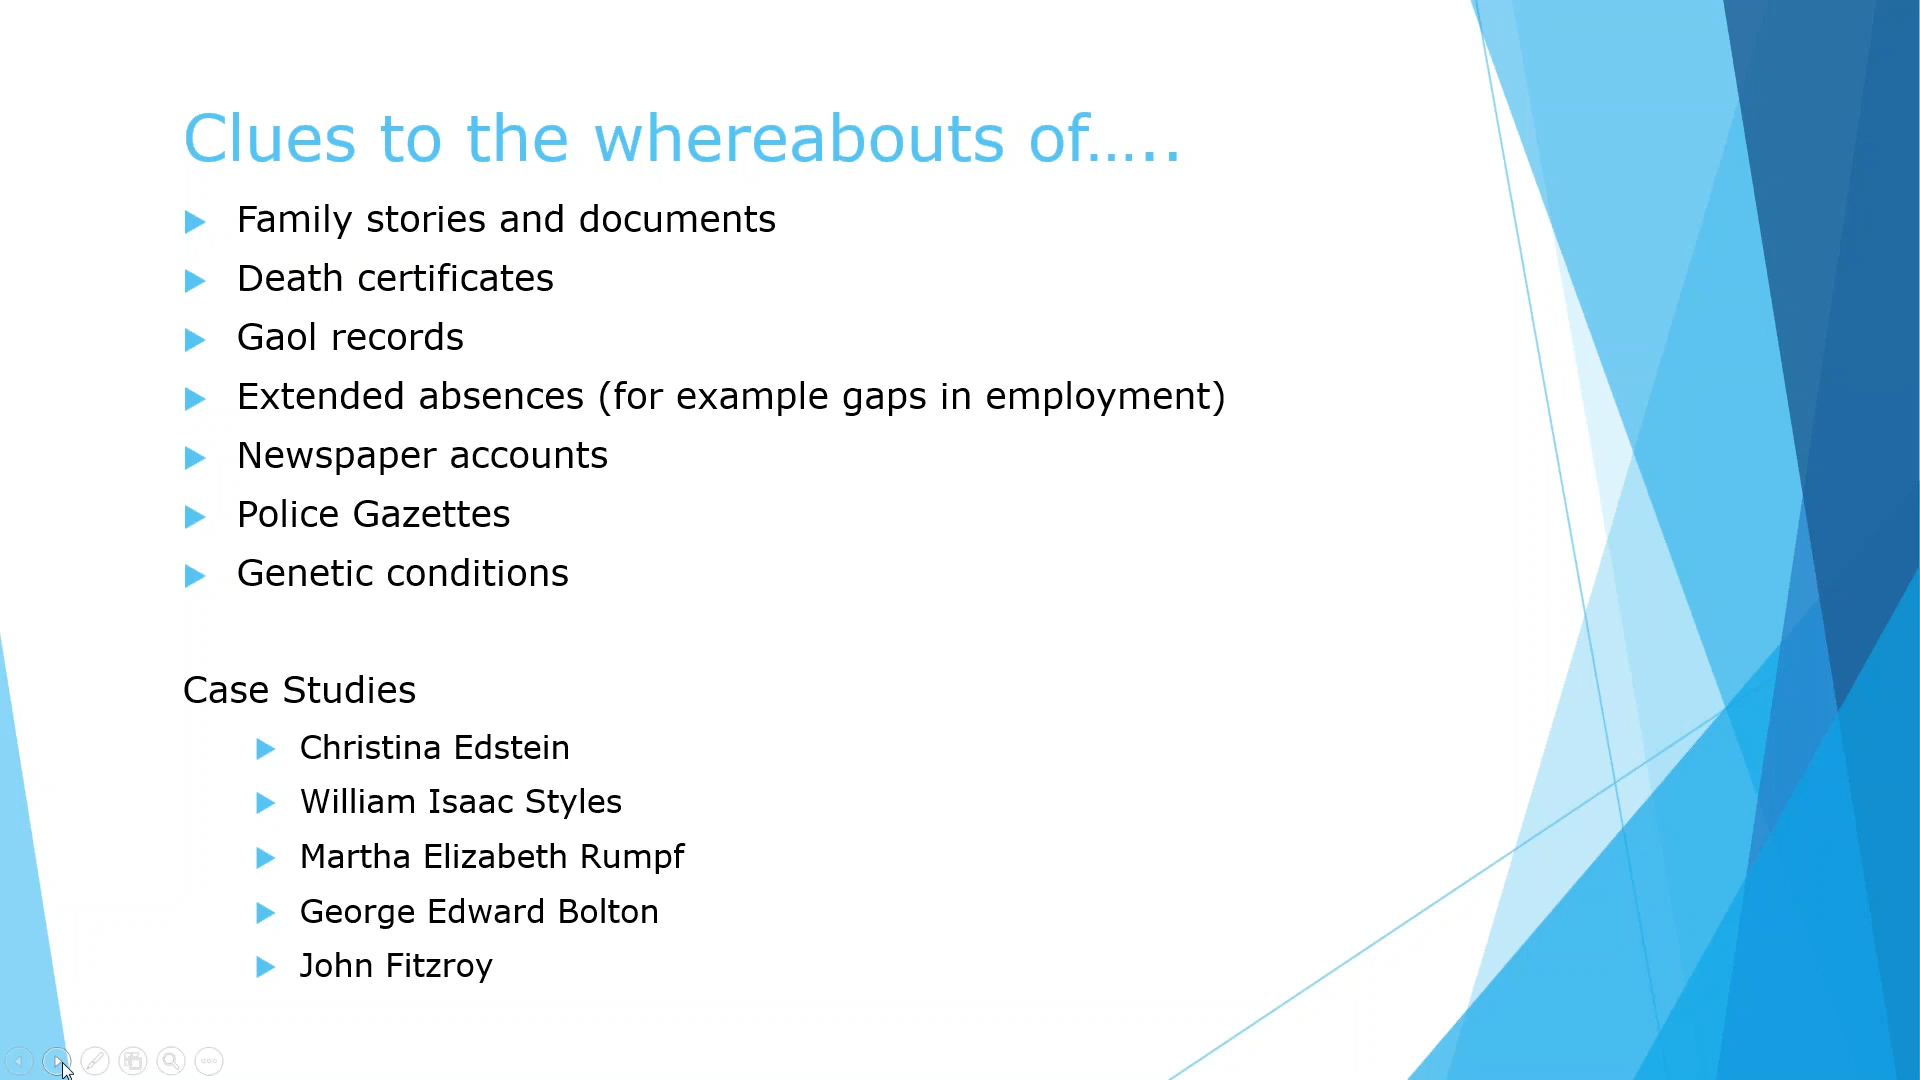 Clues to the whereabouts of.....
Family stories and documents
Death certificates
Gaol records
Extended absences (for example gaps in employment)
Newspaper accounts
Police Gazettes
Genetic conditions
Case Studies
Christina Edstein
William Isaac Styles
Martha Elizabeth Rumpf
George Edward Bolton
John Fitzroy